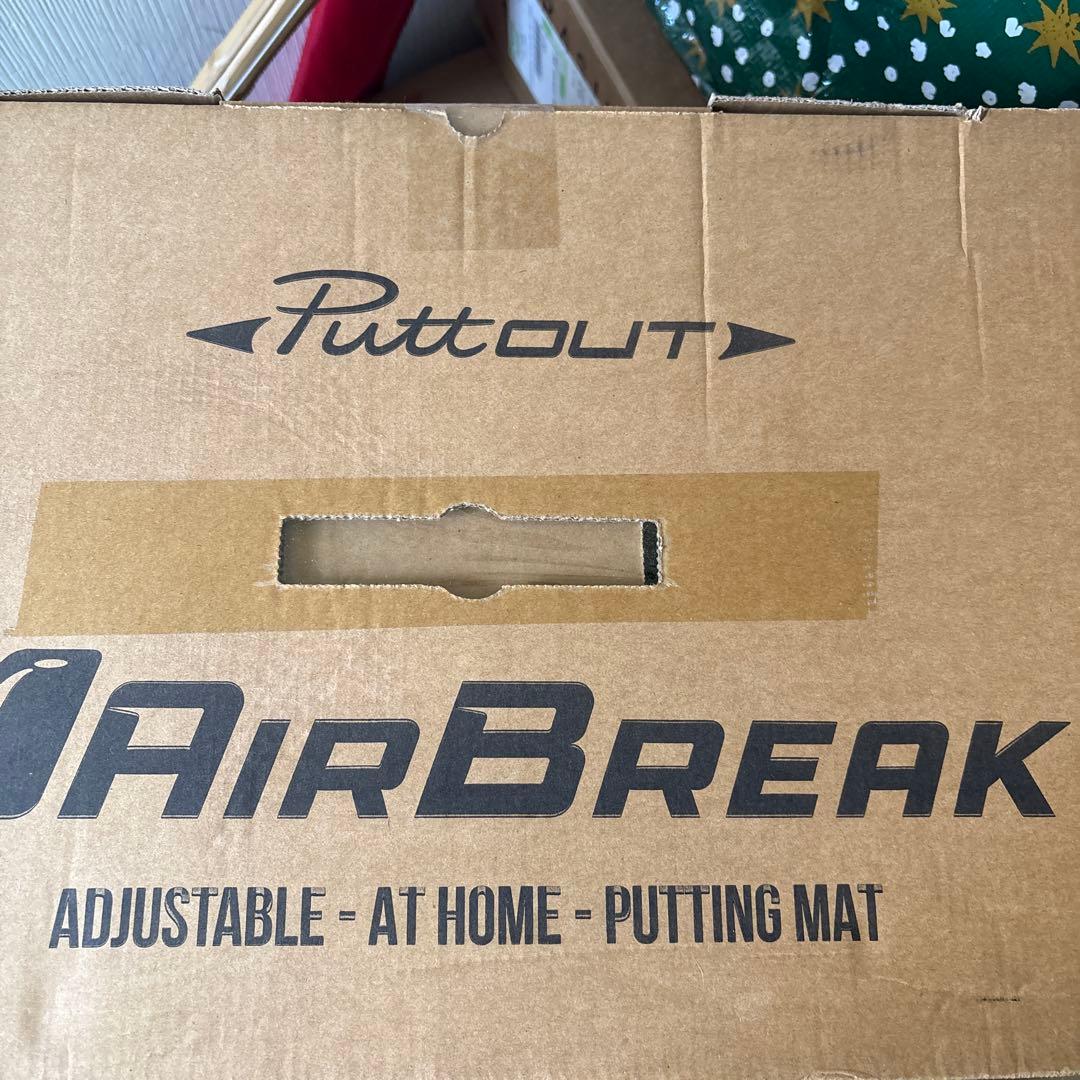 PuttOUT
AIRBREAK
ADJUSTABLE - AT HOME - PUTTING MAT